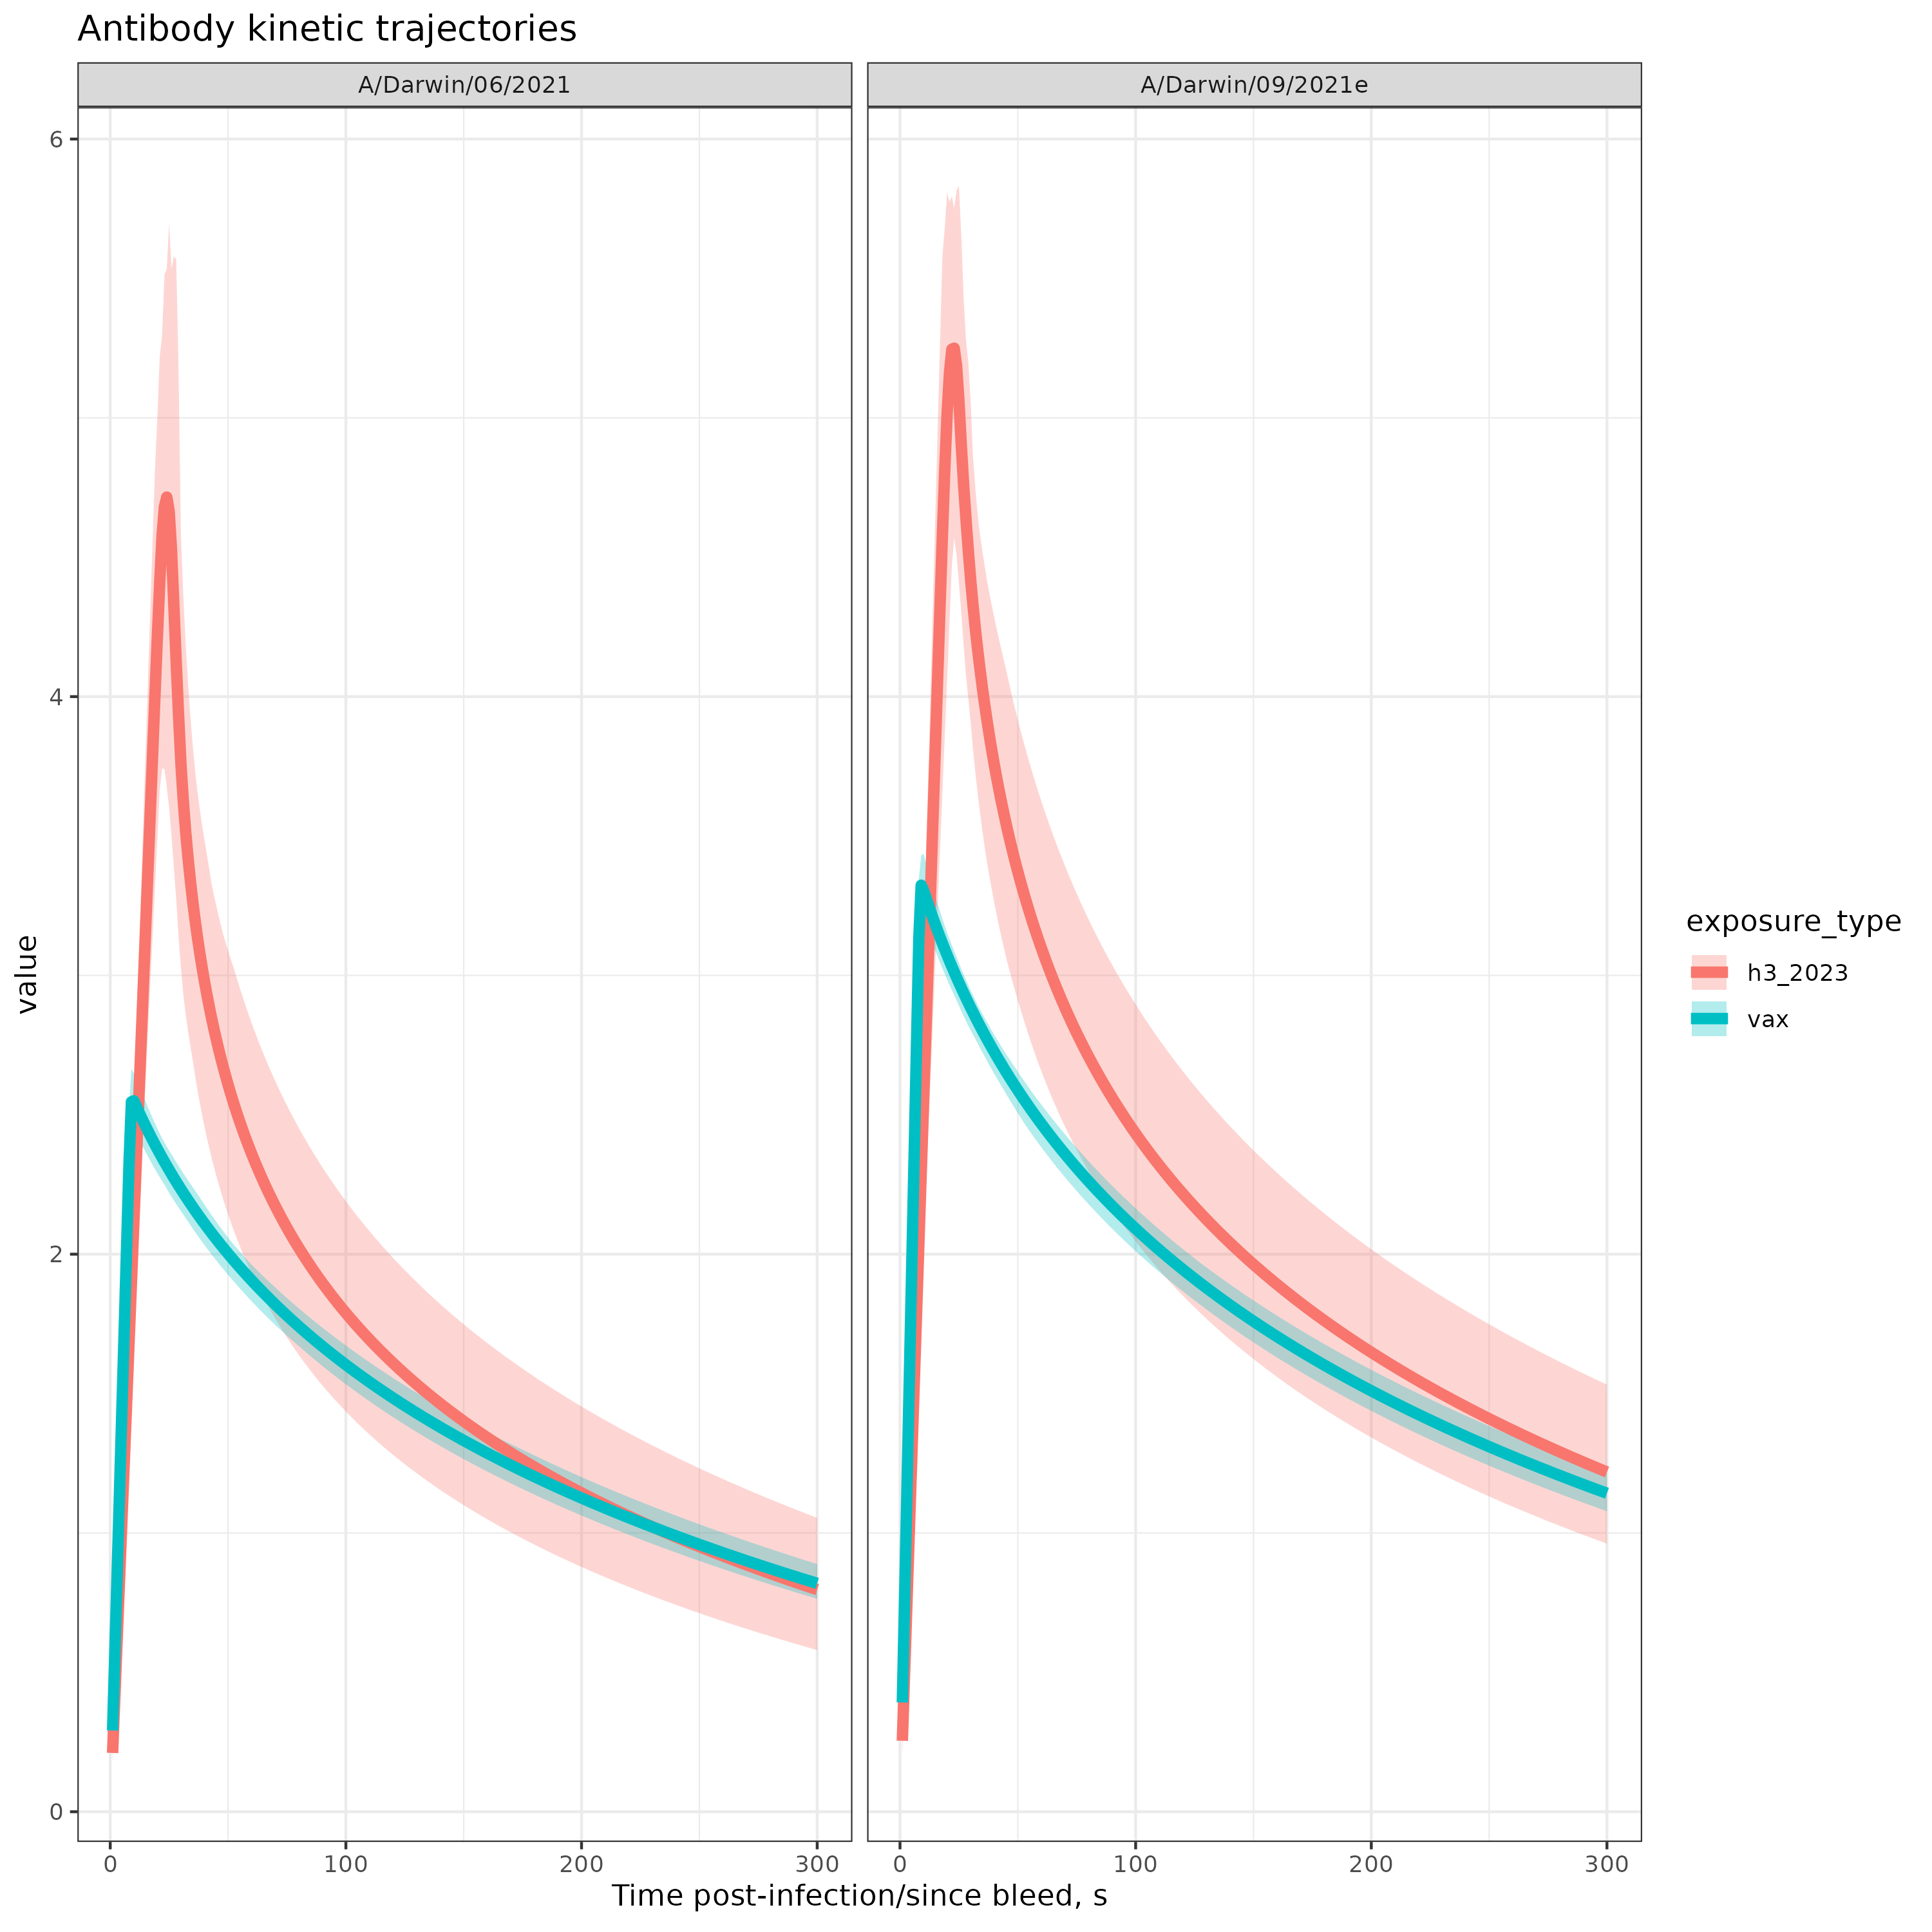 Antibody kinetic trajectories
A/Darwin/06/2021
A/Darwin/09/2021e
6
4
2
0
value
0 100 200 300
0 100 200 300
Time post-infection/since bleed, s
exposure_type
h3_2023
vax